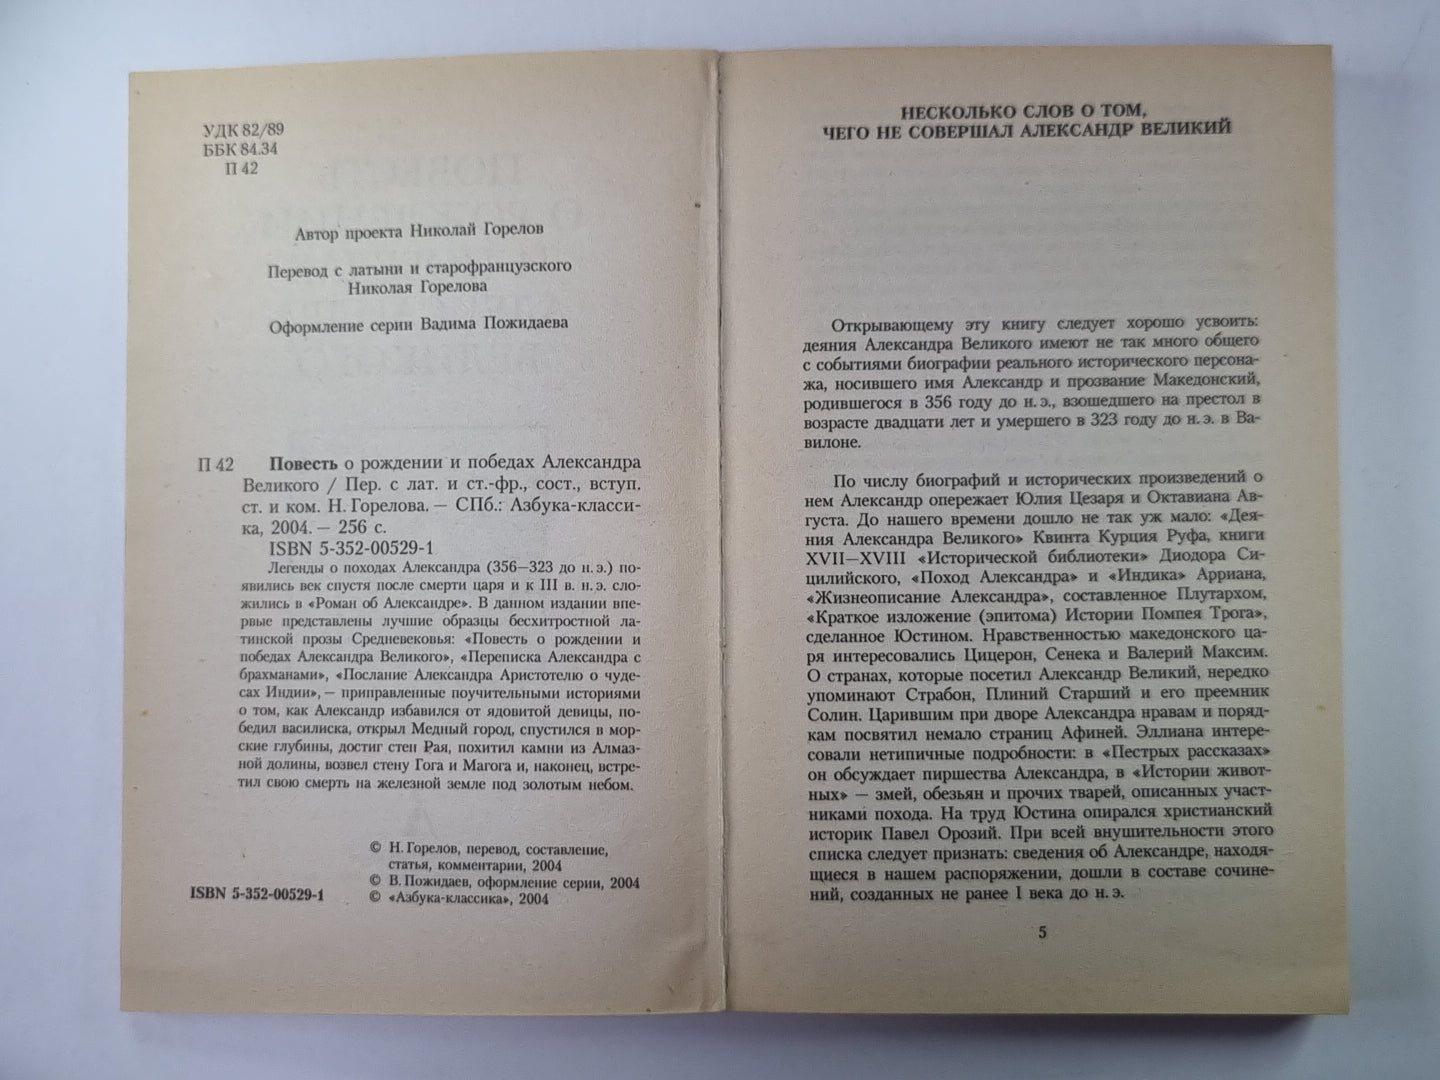 УДК 82/89
ББК 84.34
П 42
Автор проекта Николай Горелов
Перевод с латыни и старофранцузского
Николая Горелова
Оформление серии Вадима Пожидаева
П 42 Повесть о рождении и победах Александра
Великого / Пер. с лат. и ст.-фр., сост., вступ.
ст. и ком. Н. Горелова. — СПб.: Азбука-класси-
ка, 2004. — 256 с.
ISBN 5-352-00529-1
Легенды о походах Александра (356—323 до н. э.) по-
явились век спустя после смерти царя и к III в. н. э. сло-
жились в «Роман об Александре». В данном издании впе-
рвые представлены лучшие образцы бесхитростной ла-
тинской прозы Средневековья: «Повесть о рождении и
победах Александра Великого», «Переписка Александра с
брахманами», «Послание Александра Аристотелю о чуде-
сах Индии», — приправленные поучительными историями
о том, как Александр избавился от ядовитой девицы, по-
бедил василиска, открыл Медный город, спустился в мор-
ские глубины, достиг стен Рая, похитил камни из Алмаз-
ной долины, возвел стену Гога и Магога и, наконец, встре-
тил свою смерть на железной земле под золотым небом.
© Н. Горелов, перевод, составление,
статья, комментарии, 2004
© В. Пожидаев, оформление серии, 2004
ISBN 5-352-00529-1 © «Азбука-классика», 2004
НЕСКОЛЬКО СЛОВ О ТОМ,
ЧЕГО НЕ СОВЕРШАЛ АЛЕКСАНДР ВЕЛИКИЙ
Открывающему эту книгу следует хорошо усвоить:
деяния Александра Великого имеют не так много общего
с событиями биографии реального исторического персона-
жа, носившего имя Александр и прозвание Македонский,
родившегося в 356 году до н. э., взошедшего на престол в
возрасте двадцати лет и умершего в 323 году до н. э. в Ва-
вилоне.
По числу биографий и исторических произведений о
нем Александр опережает Юлия Цезаря и Октавиана Ав-
густа. До нашего времени дошло не так уж мало: «Дея-
ния Александра Великого» Квинта Курция Руфа, книги
XVII—XVIII «Исторической библиотеки» Диодора Си-
цилийского, «Поход Александра» и «Индика» Арриана,
«Жизнеописание Александра», составленное Плутархом,
«Краткое изложение (эпитома) Истории Помпея Трога»,
сделанное Юстином. Нравственностью македонского ца-
ря интересовались Цицерон, Сенека и Валерий Максим.
О странах, которые посетил Александр Великий, нередко
упоминают Страбон, Плиний Старший и его преемник
Солин. Царившим при дворе Александра нравам и поряд-
кам посвятил немало страниц Афиней. Эллиана интере-
совали нетипичные подробности: в «Пестрых рассказах»
он обсуждает пиршества Александра, в «Истории живот-
ных» — змей, обезьян и прочих тварей, описанных участ-
никами похода. На труд Юстина опирался христианский
историк Павел Орозий. При всей внушительности этого
списка следует признать: сведения об Александре, находя-
щиеся в нашем распоряжении, дошли в составе сочине-
ний, созданных не ранее I века до н. э.
5